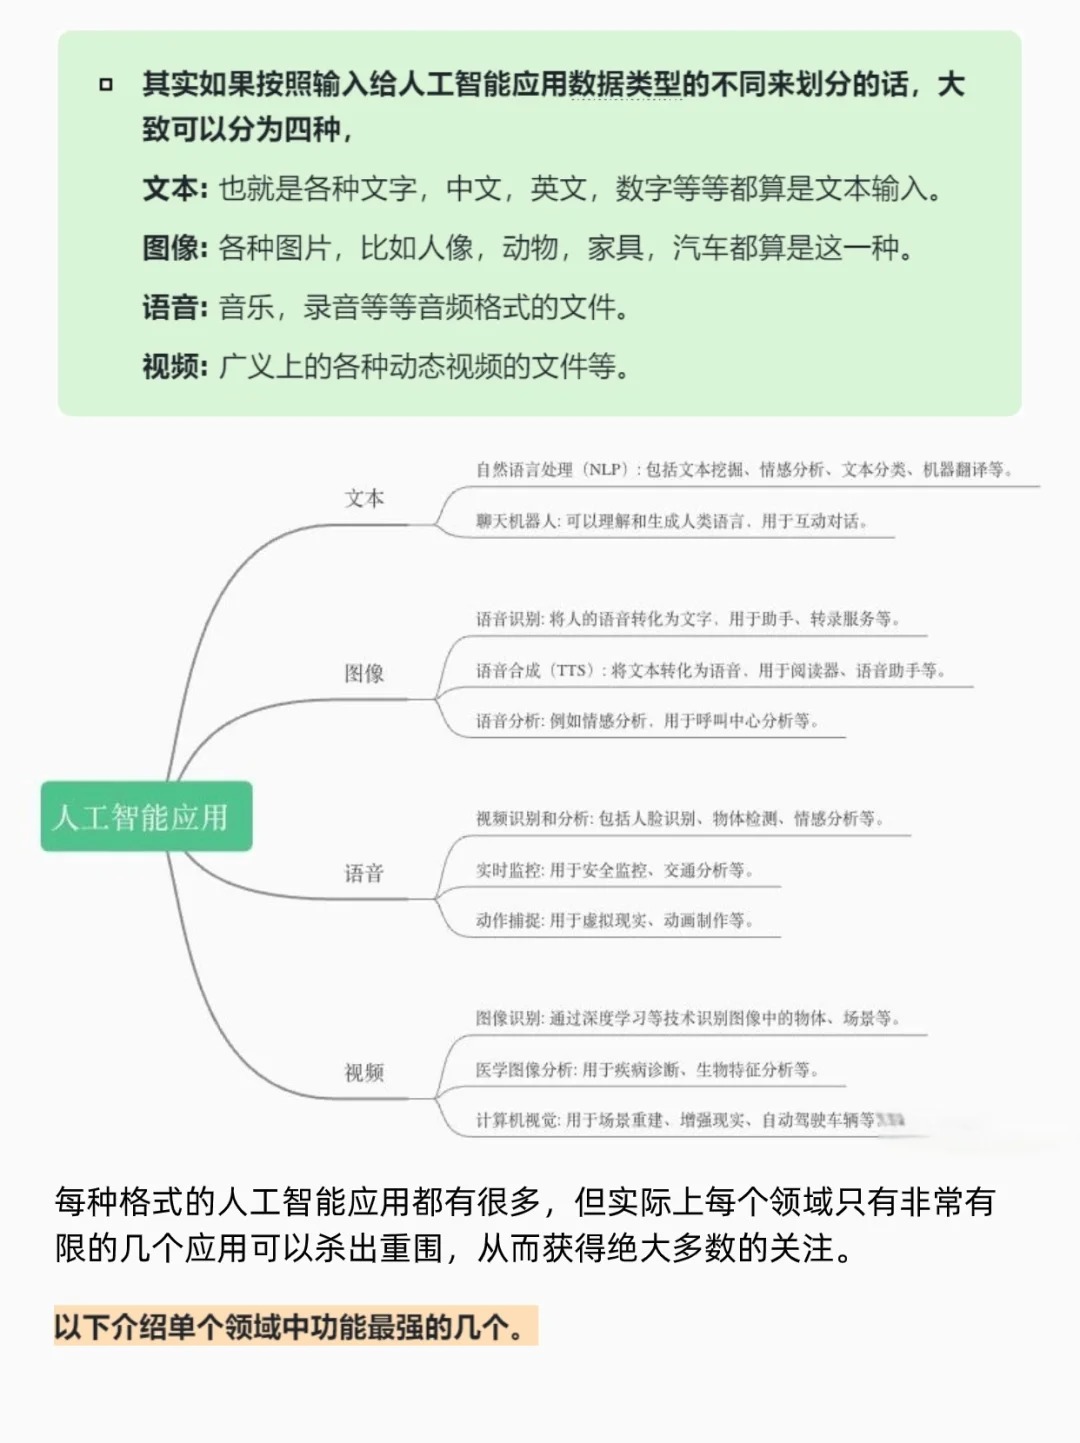 其实如果按照输入给人工智能应用数据类型的不同来划分的话，大
致可以分为四种，
文本: 也就是各种文字，中文，英文，数字等等都算是文本输入。
图像: 各种图片，比如人像，动物，家具，汽车都算是这一种。
语音: 音乐，录音等等音频格式的文件。
视频: 广义上的各种动态视频的文件等。
人工智能应用
文本
自然语言处理（NLP）: 包括文本挖掘、情感分析、文本分类、机器翻译等。
聊天机器人: 可以理解和生成人类语言，用于互动对话。
图像
语音识别: 将人的语音转化为文字，用于助手、转录服务等。
语音合成（TTS）: 将文本转化为语音，用于阅读器、语音助手等。
语音分析: 例如情感分析，用于呼叫中心分析等。
语音
视频识别和分析: 包括人脸识别、物体检测、情感分析等。
实时监控: 用于安全监控、交通分析等。
动作捕捉: 用于虚拟现实、动画制作等。
视频
图像识别: 通过深度学习等技术识别图像中的物体、场景等。
医学图像分析: 用于疾病诊断、生物特征分析等。
计算机视觉: 用于场景重建、增强现实、自动驾驶车辆等
每种格式的人工智能应用都有很多，但实际上每个领域只有非常有
限的几个应用可以杀出重围，从而获得绝大多数的关注。
以下介绍单个领域中功能最强的几个。